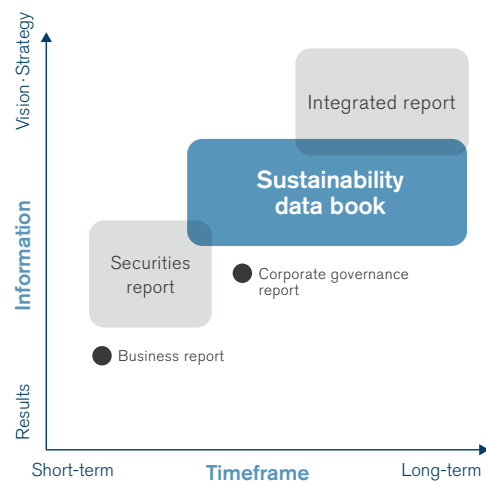 Vision · Strategy
Integrated report
Sustainability
data book
Information
Securities
report
Corporate governance
report
Business report
Results
Short-term
Timeframe
Long-term